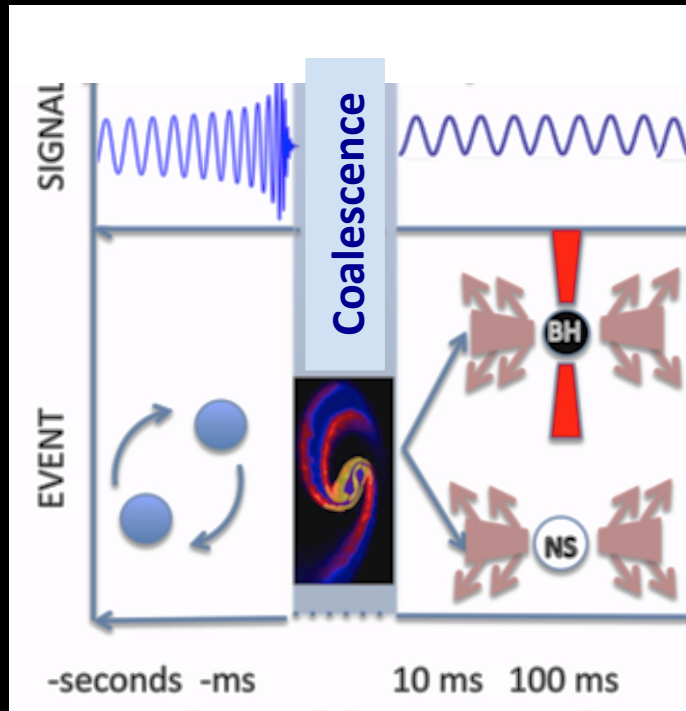 SIGNAL
Coalescence
BH
EVENT
NS
-seconds -ms 10 ms 100 ms